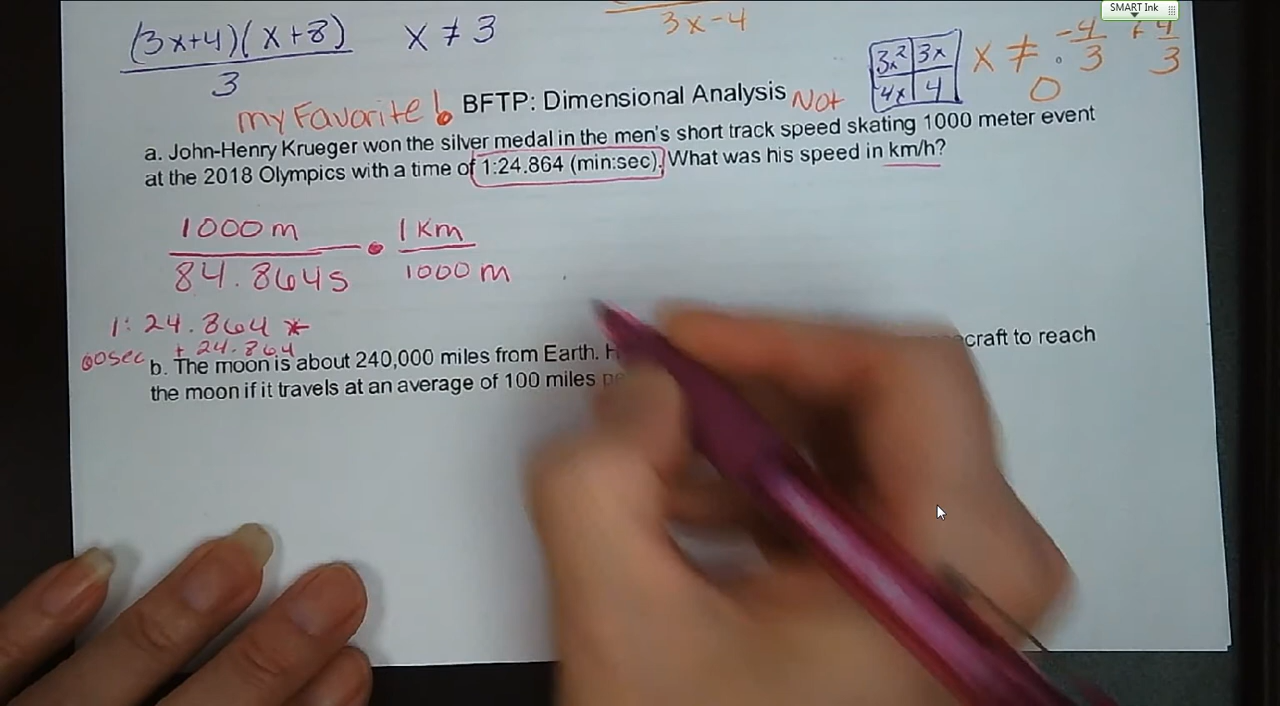 SMART Ink
(3x+4)(x+8) x ≠ 3
3
3x-4
3x² 3x
4x 4
x ≠ -4/3 +4/3
0
my Favorite! BFTP: Dimensional Analysis Not
a. John-Henry Krueger won the silver medal in the men's short track speed skating 1000 meter event
at the 2018 Olympics with a time of 1:24.864 (min:sec). What was his speed in km/h?
1000 m • 1 Km
84.864s 1000 m
1:24.864 *
60sec + 24.864
b. The moon is about 240,000 miles from Earth. craft to reach
the moon if it travels at an average of 100 miles